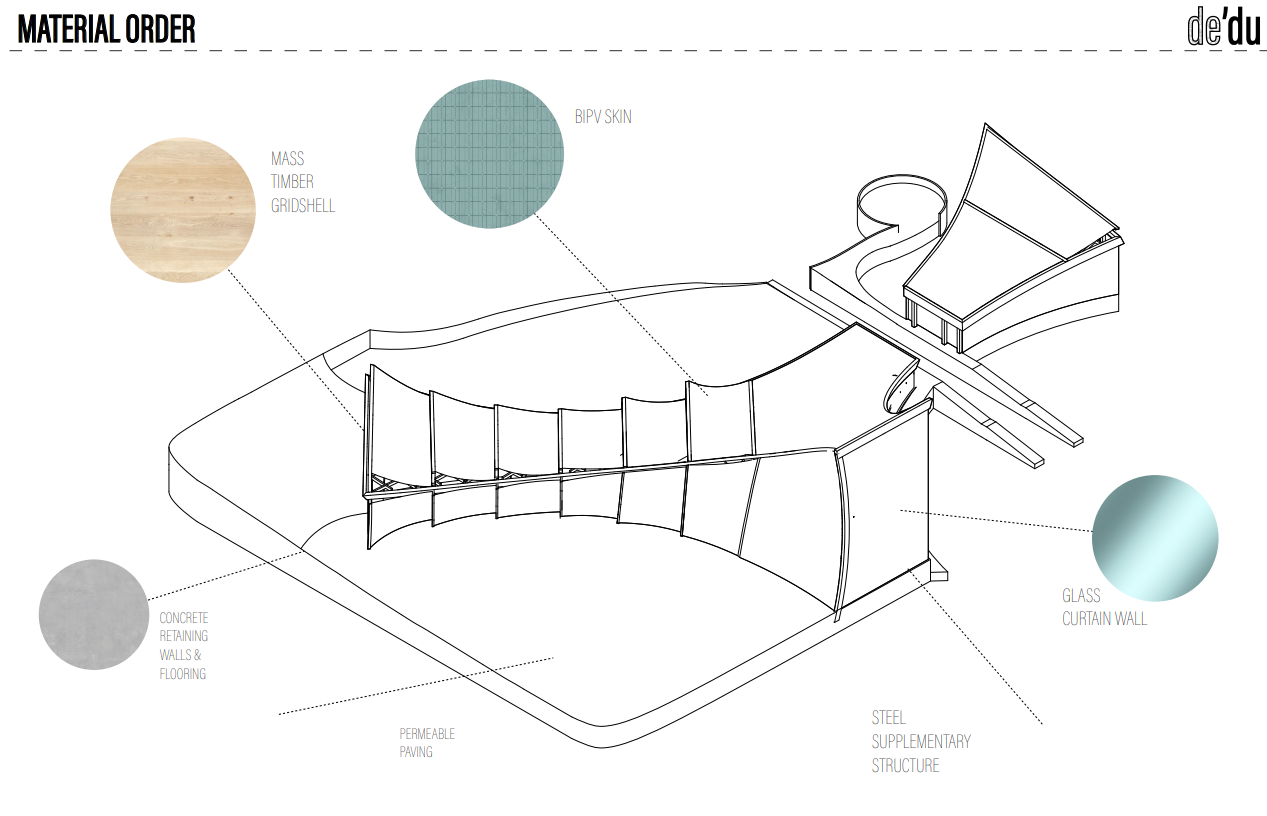 MATERIAL ORDER
de'du
BIPV SKIN
MASS
TIMBER
GRIDSHELL
GLASS
CURTAIN WALL
CONCRETE
RETAINING
WALLS &
FLOORING
PERMEABLE
PAVING
STEEL
SUPPLEMENTARY
STRUCTURE